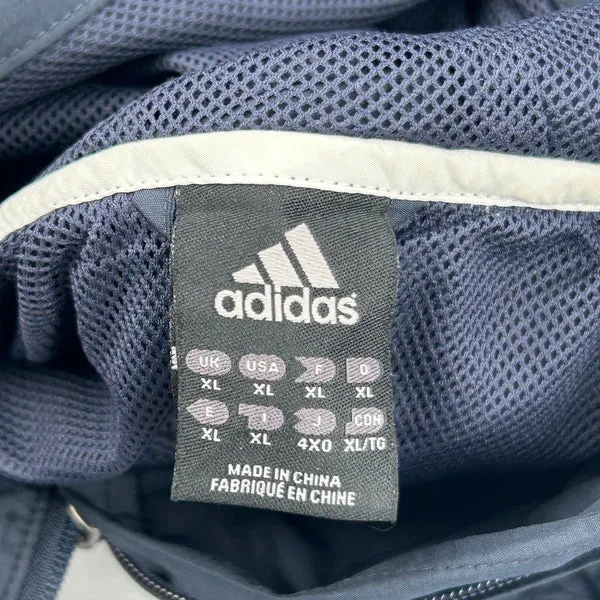 adidas
UK USA F D
XL XL XL XL
E I J CDN
XL XL 4XO XL/TG
MADE IN CHINA
FABRIQUÉ EN CHINE